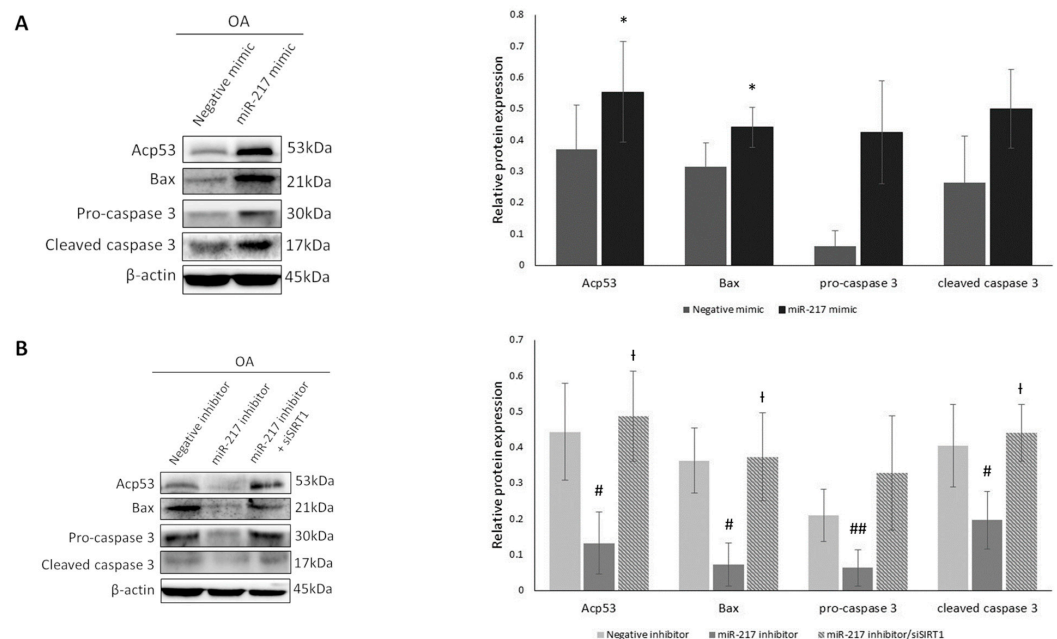 A
OA
Negative mimic
miR-217 mimic
Acp53 53kDa
Bax 21kDa
Pro-caspase 3 30kDa
Cleaved caspase 3 17kDa
β-actin 45kDa
Relative protein expression
0.8
0.7
0.6
0.5
0.4
0.3
0.2
0.1
0
* *
Acp53 Bax pro-caspase 3 cleaved caspase 3
Negative mimic miR-217 mimic
B
OA
Negative inhibitor
miR-217 inhibitor
miR-217 inhibitor
+ siSIRT1
Acp53 53kDa
Bax 21kDa
Pro-caspase 3 30kDa
Cleaved caspase 3 17kDa
β-actin 45kDa
Relative protein expression
0.7
0.6
0.5
0.4
0.3
0.2
0.1
0
# ƚ # ƚ ## # ƚ
Acp53 Bax pro-caspase 3 cleaved caspase 3
Negative inhibitor miR-217 inhibitor miR-217 inhibitor/siSIRT1